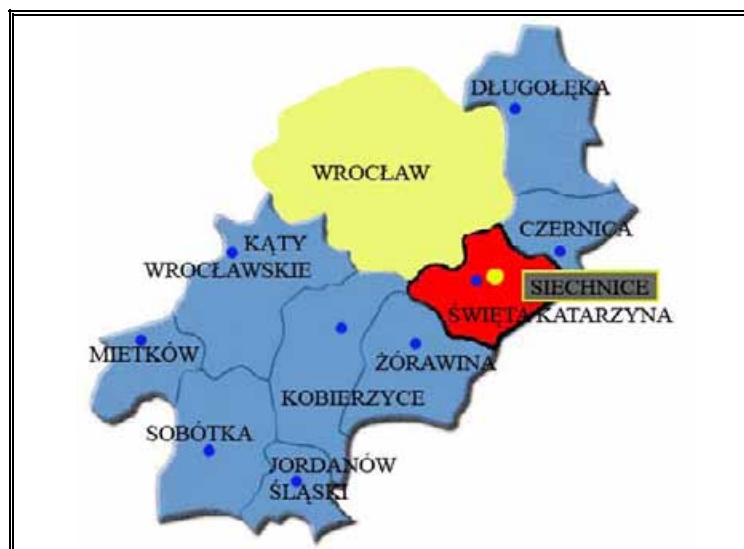 DŁUGOŁĘKA
WROCŁAW
CZERNICA
KĄTY
WROCŁAWSKIE
SIECHNICE
ŚWIĘTA KATARZYNA
MIETKÓW
ŻÓRAWINA
KOBIERZYCE
SOBÓTKA
JORDANÓW
ŚLĄSKI